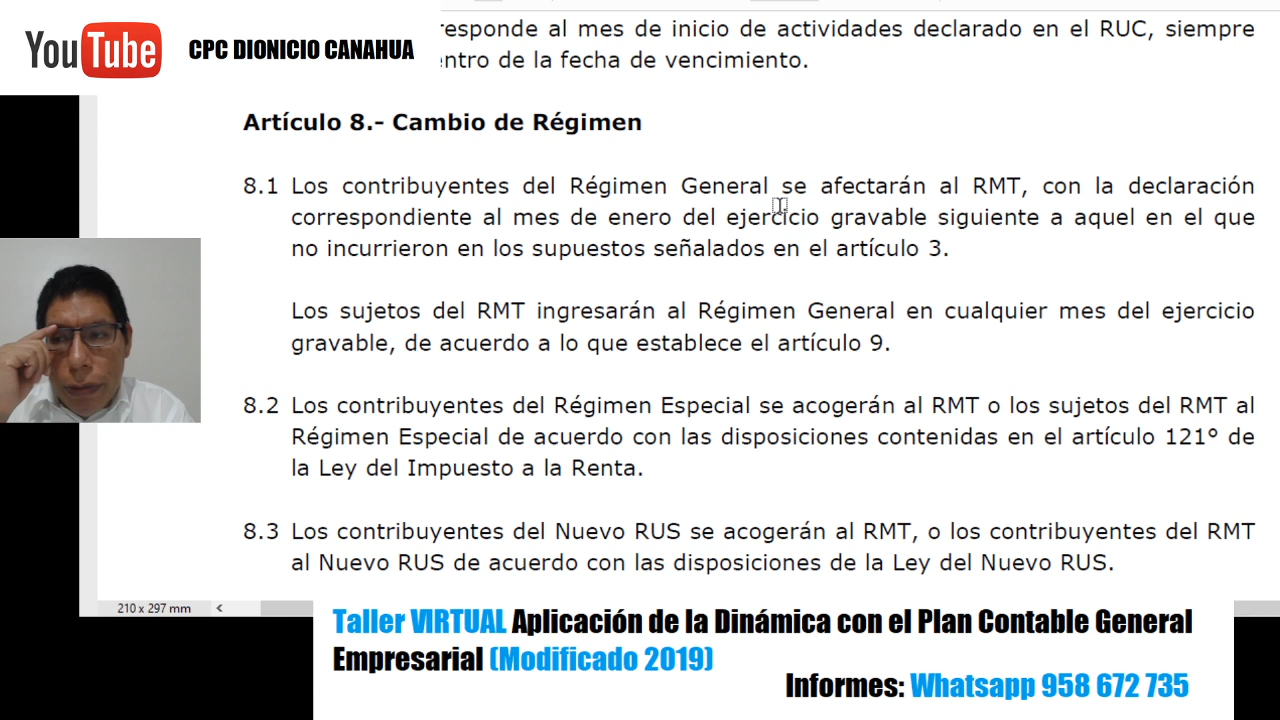 YouTube CPC DIONICIO CANAHUA
responde al mes de inicio de actividades declarado en el RUC, siempre
entro de la fecha de vencimiento.
Artículo 8.- Cambio de Régimen
8.1 Los contribuyentes del Régimen General se afectarán al RMT, con la declaración
correspondiente al mes de enero del ejercicio gravable siguiente a aquel en el que
no incurrieron en los supuestos señalados en el artículo 3.
Los sujetos del RMT ingresarán al Régimen General en cualquier mes del ejercicio
gravable, de acuerdo a lo que establece el artículo 9.
8.2 Los contribuyentes del Régimen Especial se acogerán al RMT o los sujetos del RMT al
Régimen Especial de acuerdo con las disposiciones contenidas en el artículo 121º de
la Ley del Impuesto a la Renta.
8.3 Los contribuyentes del Nuevo RUS se acogerán al RMT, o los contribuyentes del RMT
al Nuevo RUS de acuerdo con las disposiciones de la Ley del Nuevo RUS.
210 x 297 mm
Taller VIRTUAL Aplicación de la Dinámica con el Plan Contable General
Empresarial (Modificado 2019)
Informes: Whatsapp 958 672 735